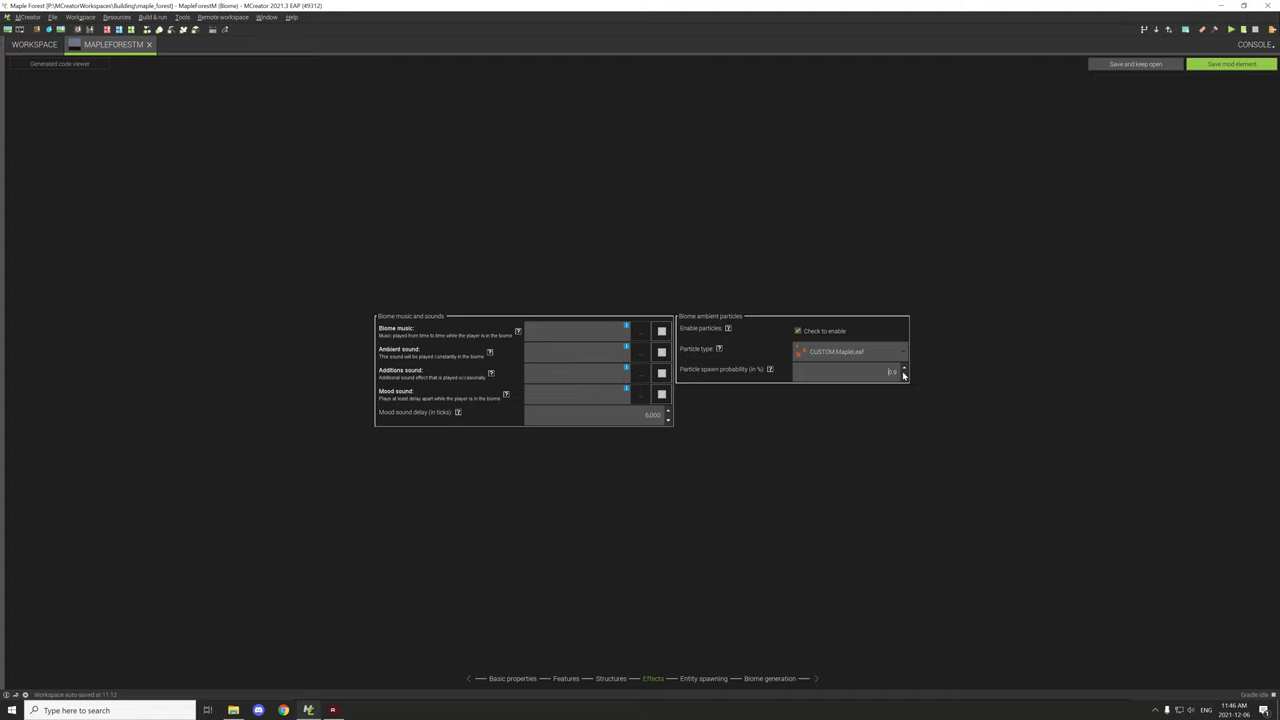 Maple Forest [P:\MCreatorWorkspaces\Building\maple_forest] - MapleForestM (Biome) - MCreator 2021.3 EAP (49312)
MCreator File Workspace Resources Build & run Tools Remote workspace Window Help
WORKSPACE MAPLEFORESTM CONSOLE
Generated code viewer Save and keep open Save mod element
Biome music and sounds
Biome music:
Music played from time to time while the player is in the biome
Ambient sound:
This sound will be played constantly in the biome.
Additions sound:
Additional sound effect that is played occasionally.
Mood sound:
Plays at least delay apart while the player is in the biome
Mood sound delay (in ticks): 6,000
Biome ambient particles
Enable particles: Check to enable
Particle type: CUSTOM:MapleLeaf
Particle spawn probability (in %): 0.5
Basic properties Features Structures Effects Entity spawning Biome generation
Workspace auto-saved at 11:12 Gradle idle
Type here to search
ENG
11:46 AM
2021-12-06